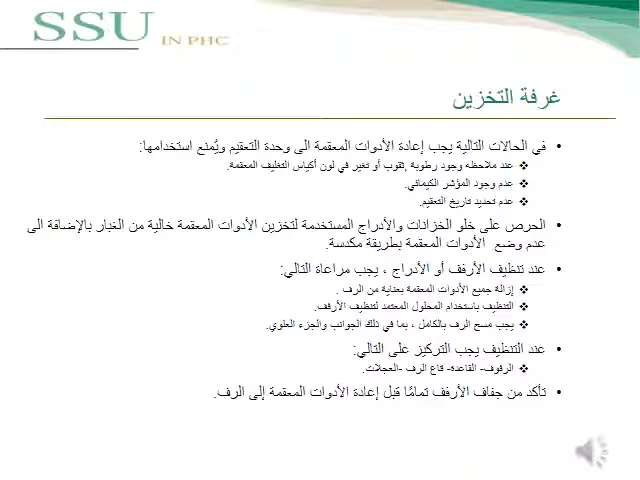 SSU IN PHC
غرفة التخزين
• في الحالات التالية يجب إعادة الأدوات المعقمة الى وحدة التعقيم ويُمنع استخدامها:
❖ عند ملاحظه وجود رطوبة ,ثقوب أو تغير في لون أكياس التغليف المعقمة.
❖ عدم وجود المؤشر الكيمائي.
❖ عدم تحديد تاريخ التعقيم.
• الحرص على خلو الخزانات والأدراج المستخدمة لتخزين الأدوات المعقمة خالية من الغبار بالإضافة الى
عدم وضع الأدوات المعقمة بطريقة مكدسة.
• عند تنظيف الأرفف أو الأدراج ، يجب مراعاة التالي:
❖ إزالة جميع الأدوات المعقمة بعناية من الرف .
❖ التنظيف باستخدام المحلول المعتمد لتنظيف الأرفف.
❖ يجب مسح الرف بالكامل ، بما في ذلك الجوانب والجزء العلوي.
• عند التنظيف يجب التركيز على التالي:
❖ الرفوف- القاعدة- قاع الرف -العجلات.
• تأكد من جفاف الأرفف تمامًا قبل إعادة الأدوات المعقمة إلى الرف.